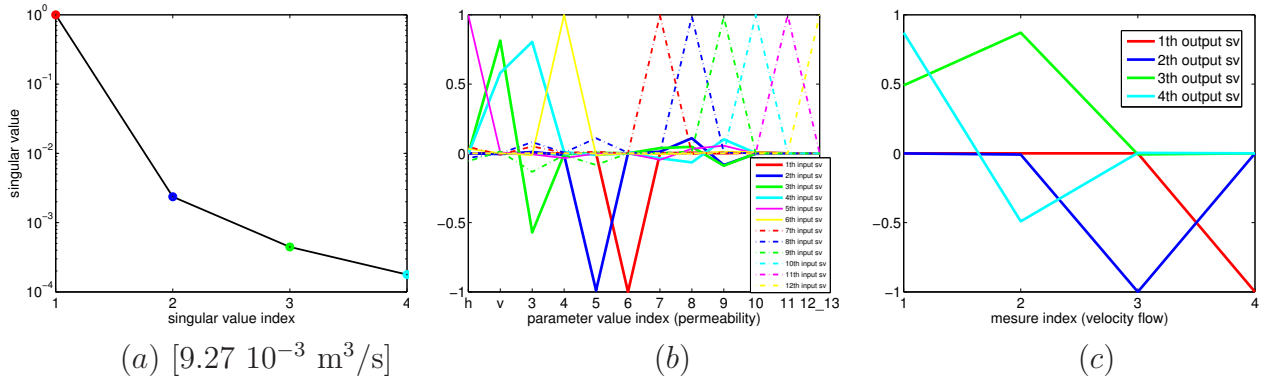 10^0
10^−1
10^−2
10^−3
10^−4
singular value
1 2 3 4
singular value index
(a) [9.27 10^−3 m^3/s]
1
0.5
0
−0.5
−1
h v 3 4 5 6 7 8 9 10 11 12_13
parameter value index (permeability)
1th input sv
2th input sv
3th input sv
4th input sv
5th input sv
6th input sv
7th input sv
8th input sv
9th input sv
10th input sv
11th input sv
12th input sv
(b)
1
0.5
0
−0.5
−1
1 2 3 4
mesure index (velocity flow)
1th output sv
2th output sv
3th output sv
4th output sv
(c)